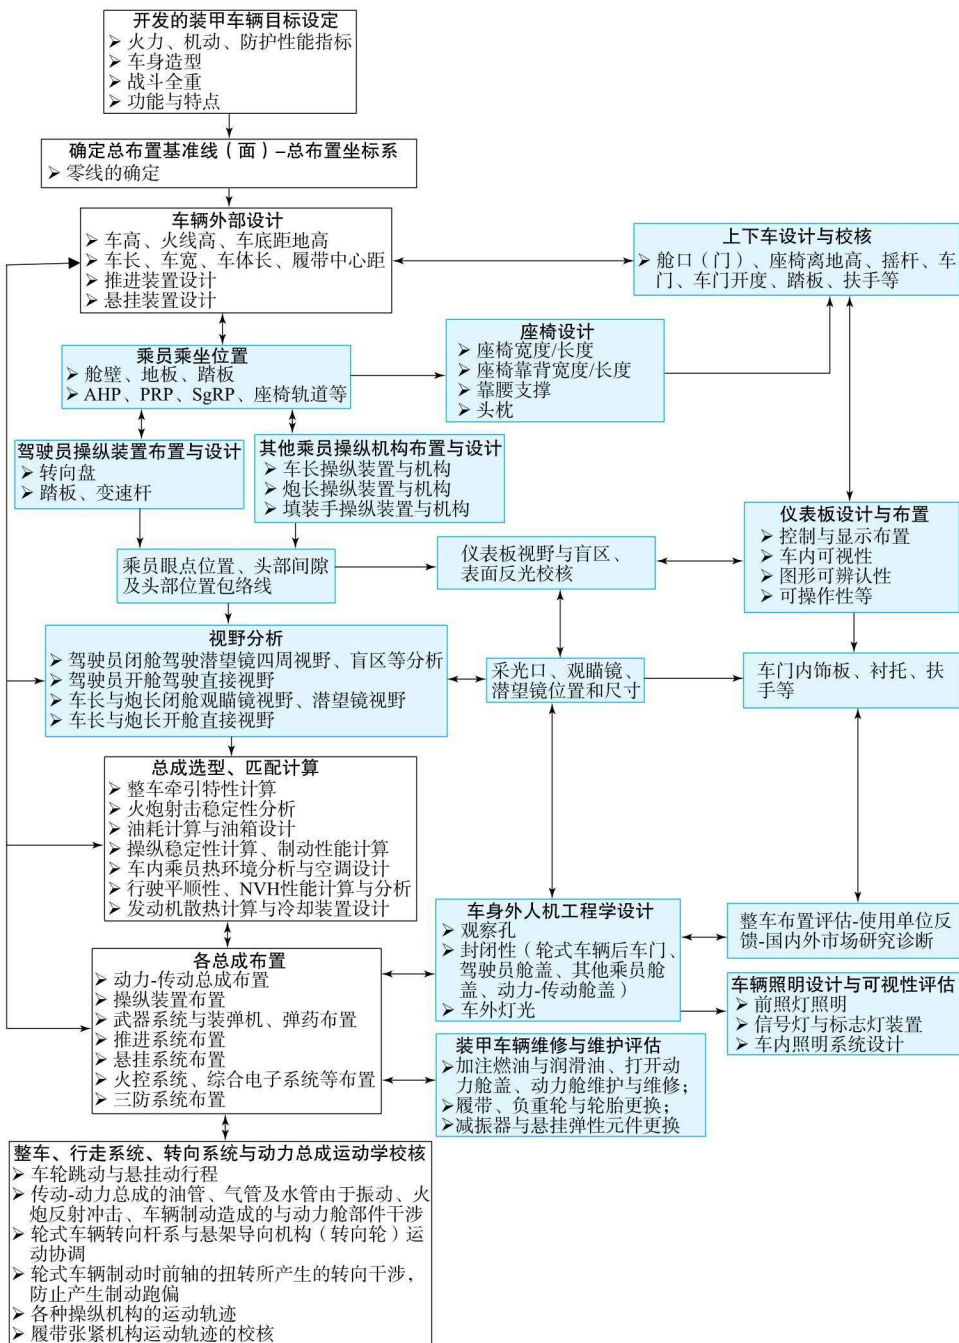 开发的装甲车辆目标设定
➢ 火力、机动、防护性能指标
➢ 车身造型
➢ 战斗全重
➢ 功能与特点
确定总布置基准线（面）-总布置坐标系
➢ 零线的确定
车辆外部设计
➢ 车高、火线高、车底距地高
➢ 车长、车宽、车体长、履带中心距
➢ 推进装置设计
➢ 悬挂装置设计
上下车设计与校核
➢ 舱口（门）、座椅离地高、摇杆、车
门、车门开度、踏板、扶手等
乘员乘坐位置
➢ 舱壁、地板、踏板
➢ AHP、PRP、SgRP、座椅轨道等
座椅设计
➢ 座椅宽度/长度
➢ 座椅靠背宽度/长度
➢ 靠腰支撑
➢ 头枕
驾驶员操纵装置布置与设计
➢ 转向盘
➢ 踏板、变速杆
其他乘员操纵机构布置与设计
➢ 车长操纵装置与机构
➢ 炮长操纵装置与机构
➢ 填装手操纵装置与机构
仪表板设计与布置
➢ 控制与显示布置
➢ 车内可视性
➢ 图形可辨认性
➢ 可操作性等
乘员眼点位置、头部间隙
及头部位置包络线
仪表板视野与盲区、
表面反光校核
视野分析
➢ 驾驶员闭舱驾驶潜望镜四周视野、盲区等分析
➢ 驾驶员开舱驾驶直接视野
➢ 车长与炮长闭舱观瞄镜视野、潜望镜视野
➢ 车长与炮长开舱直接视野
采光口、观瞄镜、
潜望镜位置和尺寸
车门内饰板、衬托、扶
手等
总成选型、匹配计算
➢ 整车牵引特性计算
➢ 火炮射击稳定性分析
➢ 油耗计算与油箱设计
➢ 操纵稳定性计算、制动性能计算
➢ 车内乘员热环境分析与空调设计
➢ 行驶平顺性、NVH性能计算与分析
➢ 发动机散热计算与冷却装置设计
车身外人机工程学设计
➢ 观察孔
➢ 封闭性（轮式车辆后车门、
驾驶员舱盖、其他乘员舱
盖、动力-传动舱盖）
➢ 车外灯光
整车布置评估-使用单位反
馈-国内外市场研究诊断
各总成布置
➢ 动力-传动总成布置
➢ 操纵装置布置
➢ 武器系统与装弹机、弹药布置
➢ 推进系统布置
➢ 悬挂系统布置
➢ 火控系统、综合电子系统等布置
➢ 三防系统布置
车辆照明设计与可视性评估
➢ 前照灯照明
➢ 信号灯与标志灯装置
➢ 车内照明系统设计
装甲车辆维修与维护评估
➢ 加注燃油与润滑油、打开动
力舱盖、动力舱维护与维修；
➢ 履带、负重轮与轮胎更换；
➢ 减振器与悬挂弹性元件更换
整车、行走系统、转向系统与动力总成运动学校核
➢ 车轮跳动与悬挂动行程
➢ 传动-动力总成的油管、气管及水管由于振动、火
炮反射冲击、车辆制动造成的与动力舱部件干涉
➢ 轮式车辆转向杆系与悬架导向机构（转向轮）运
动协调
➢ 轮式车辆制动时前轴的扭转所产生的转向干涉，
防止产生制动跑偏
➢ 各种操纵机构的运动轨迹
➢ 履带张紧机构运动轨迹的校核